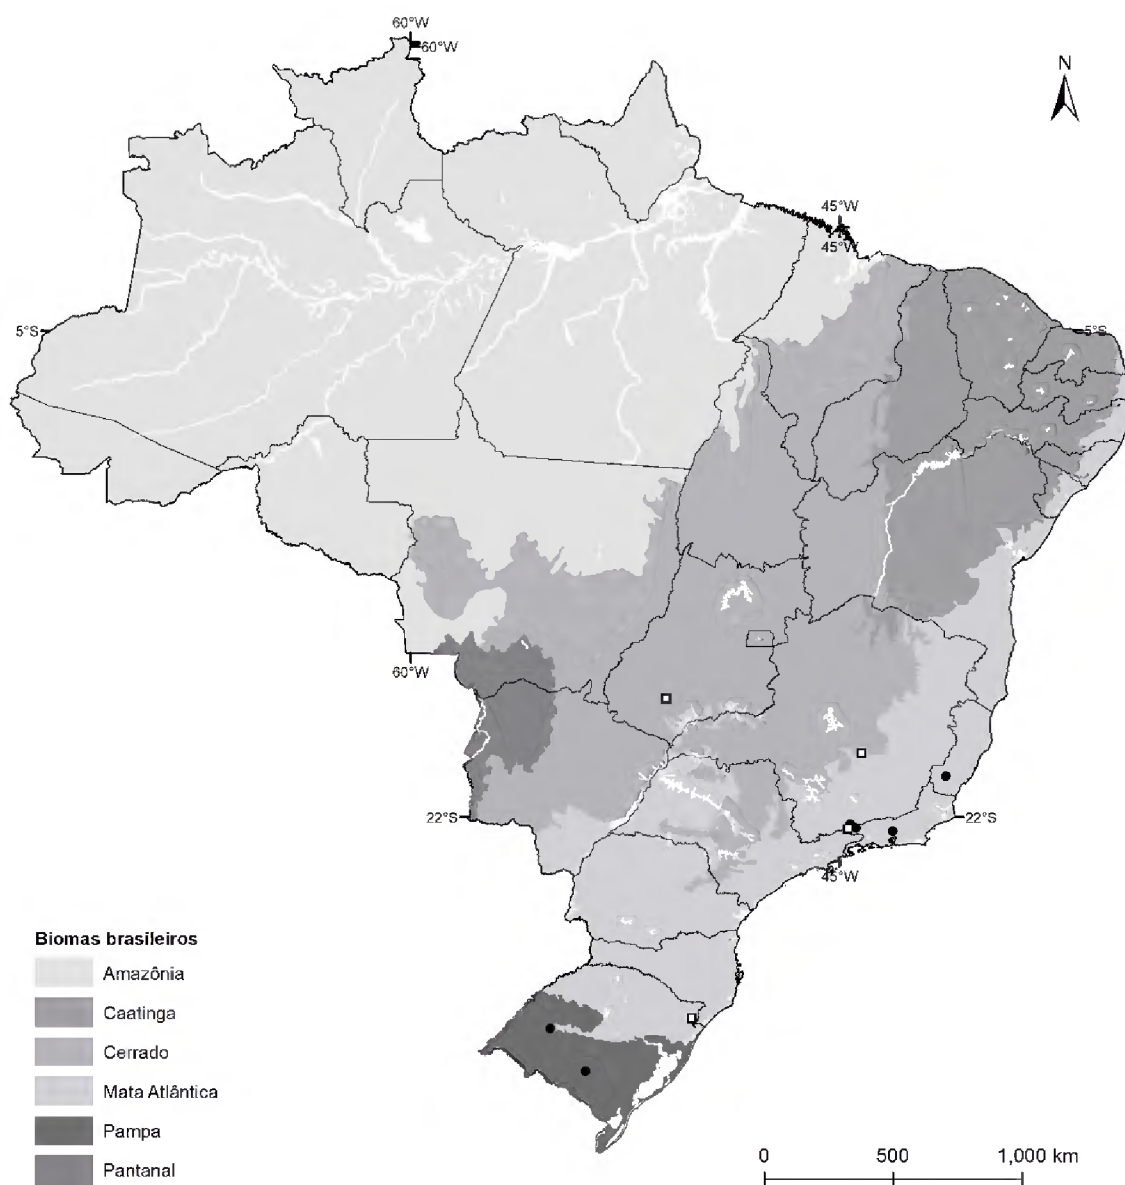 60°W
60°W
N
45°W
45°W
5°S
5°S
60°W
22°S
22°S
45°W
Biomas brasileiros
Amazônia
Caatinga
Cerrado
Mata Atlântica
Pampa
Pantanal
0 500 1,000 km